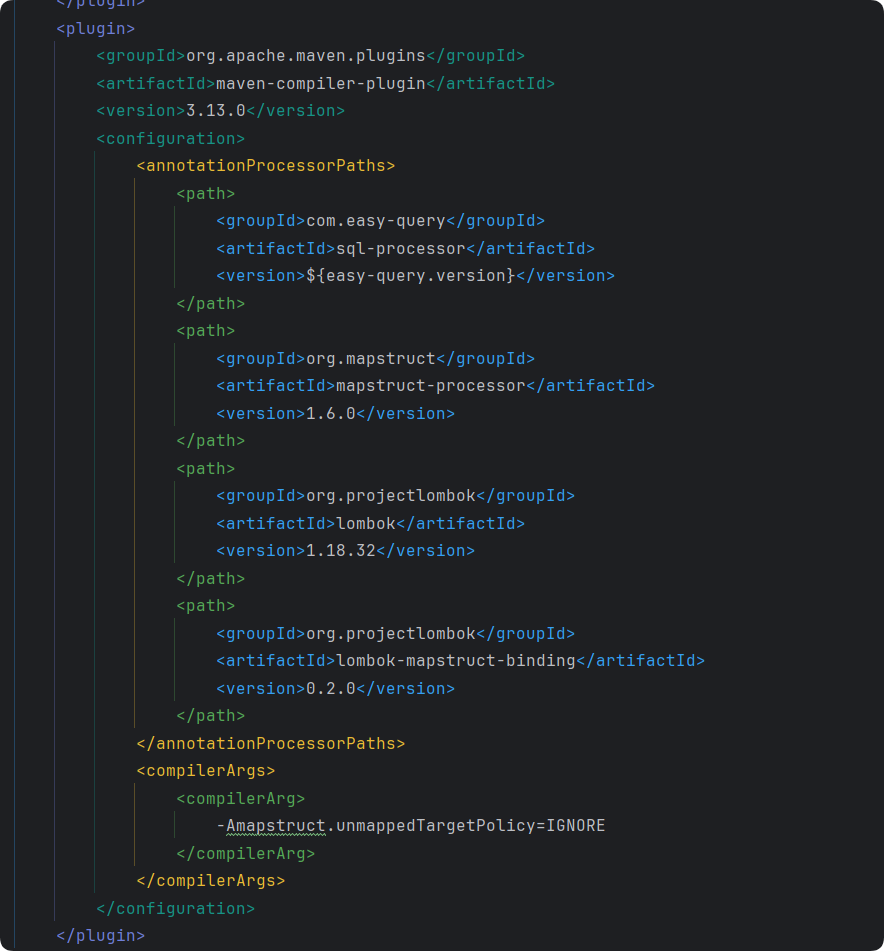 </plugin>
<plugin>
<groupId>org.apache.maven.plugins</groupId>
<artifactId>maven-compiler-plugin</artifactId>
<version>3.13.0</version>
<configuration>
<annotationProcessorPaths>
<path>
<groupId>com.easy-query</groupId>
<artifactId>sql-processor</artifactId>
<version>${easy-query.version}</version>
</path>
<path>
<groupId>org.mapstruct</groupId>
<artifactId>mapstruct-processor</artifactId>
<version>1.6.0</version>
</path>
<path>
<groupId>org.projectlombok</groupId>
<artifactId>lombok</artifactId>
<version>1.18.32</version>
</path>
<path>
<groupId>org.projectlombok</groupId>
<artifactId>lombok-mapstruct-binding</artifactId>
<version>0.2.0</version>
</path>
</annotationProcessorPaths>
<compilerArgs>
<compilerArg>
-Amapstruct.unmappedTargetPolicy=IGNORE
</compilerArg>
</compilerArgs>
</configuration>
</plugin>